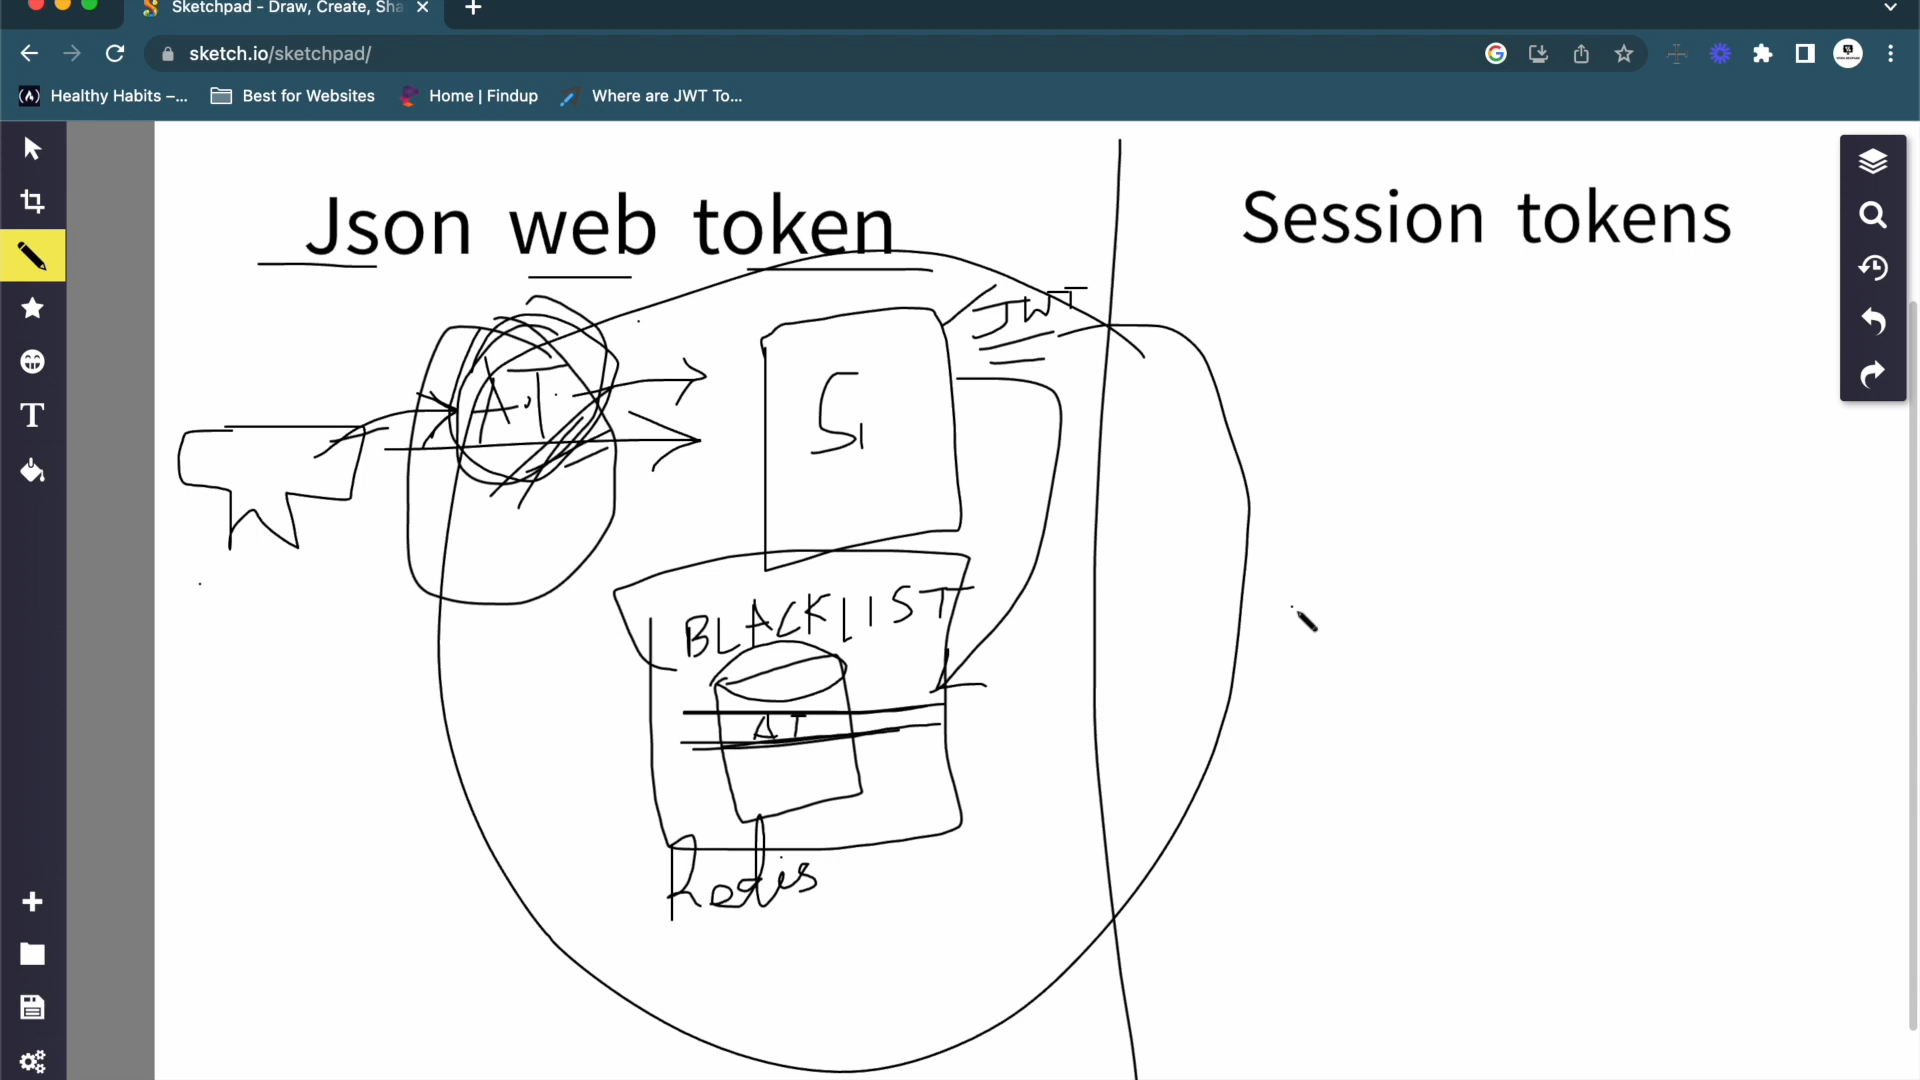 Sketchpad - Draw, Create, Sha
sketch.io/sketchpad/
Healthy Habits –...
Best for Websites
Home | Findup
Where are JWT To...
Json web token
Session tokens
JWT
AT
S1
BLACKLIST
AT
Redis
T